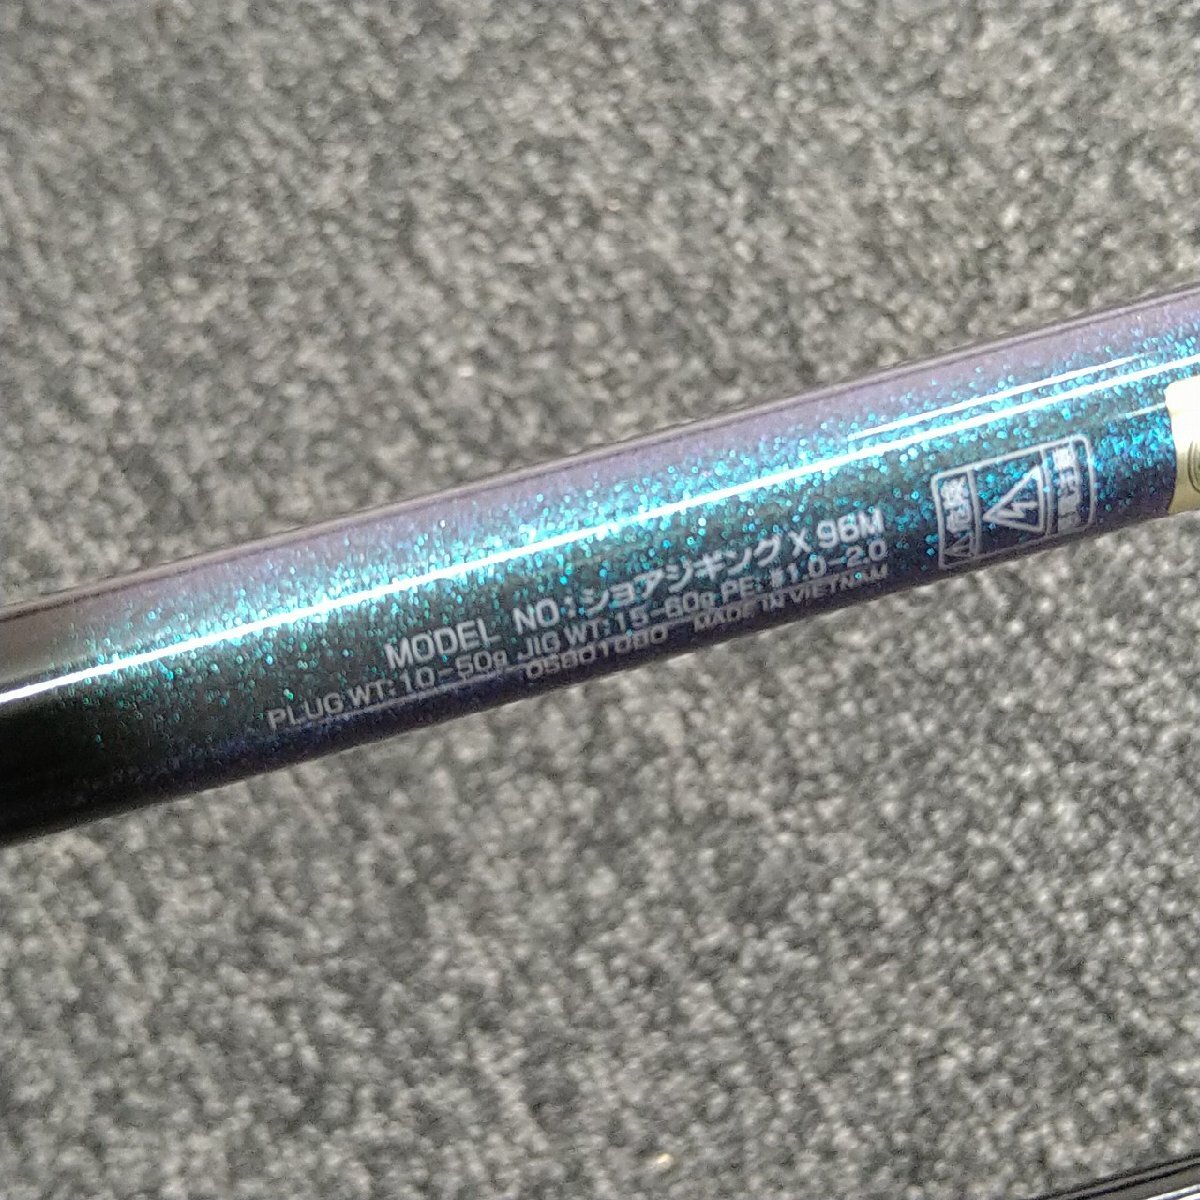 MODEL NO:ショアジギング X 96M
PLUG WT:10-50g JIG WT:15-60g PE:#1.0-2.0
05801080 MADE IN VIETNAM